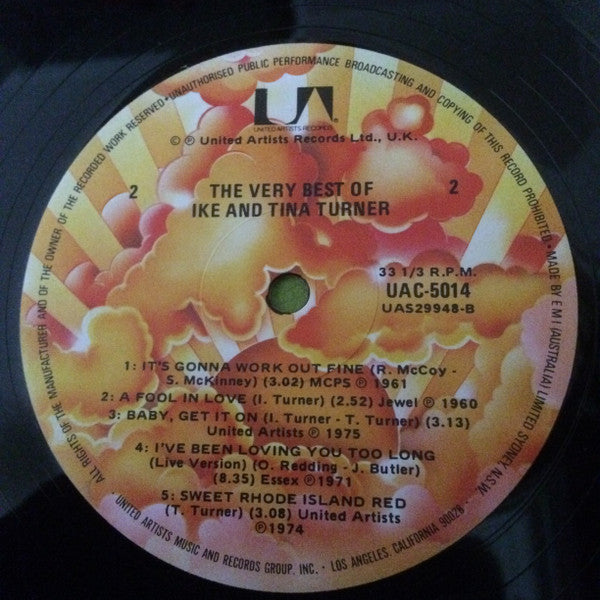 ALL RIGHTS OF THE MANUFACTURER AND OF THE OWNER OF THE RECORDED WORK RESERVED • UNAUTHORISED PUBLIC PERFORMANCE BROADCASTING AND COPYING OF THIS RECORD PROHIBITED • MADE BY E M I (AUSTRALIA) LIMITED SYDNEY, N.S.W.
UA
UNITED ARTISTS RECORDS
© ℗ United Artists Records Ltd., U.K.
2 THE VERY BEST OF 2
IKE AND TINA TURNER
33 1/3 R.P.M.
UAC-5014
UAS29948-B
1: IT'S GONNA WORK OUT FINE (R. McCoy -
S. McKinney) (3.02) MCPS ℗ 1961
2: A FOOL IN LOVE (I. Turner) (2.52) Jewel ℗ 1960
3: BABY, GET IT ON (I. Turner - T. Turner) (3.13)
United Artists ℗ 1975
4: I'VE BEEN LOVING YOU TOO LONG
(Live Version) (O. Redding - J. Butler)
(8.35) Essex ℗1971
5: SWEET RHODE ISLAND RED
(T. Turner) (3.08) United Artists
℗1974
• UNITED ARTISTS MUSIC AND RECORDS GROUP, INC. • LOS ANGELES, CALIFORNIA 90028 •